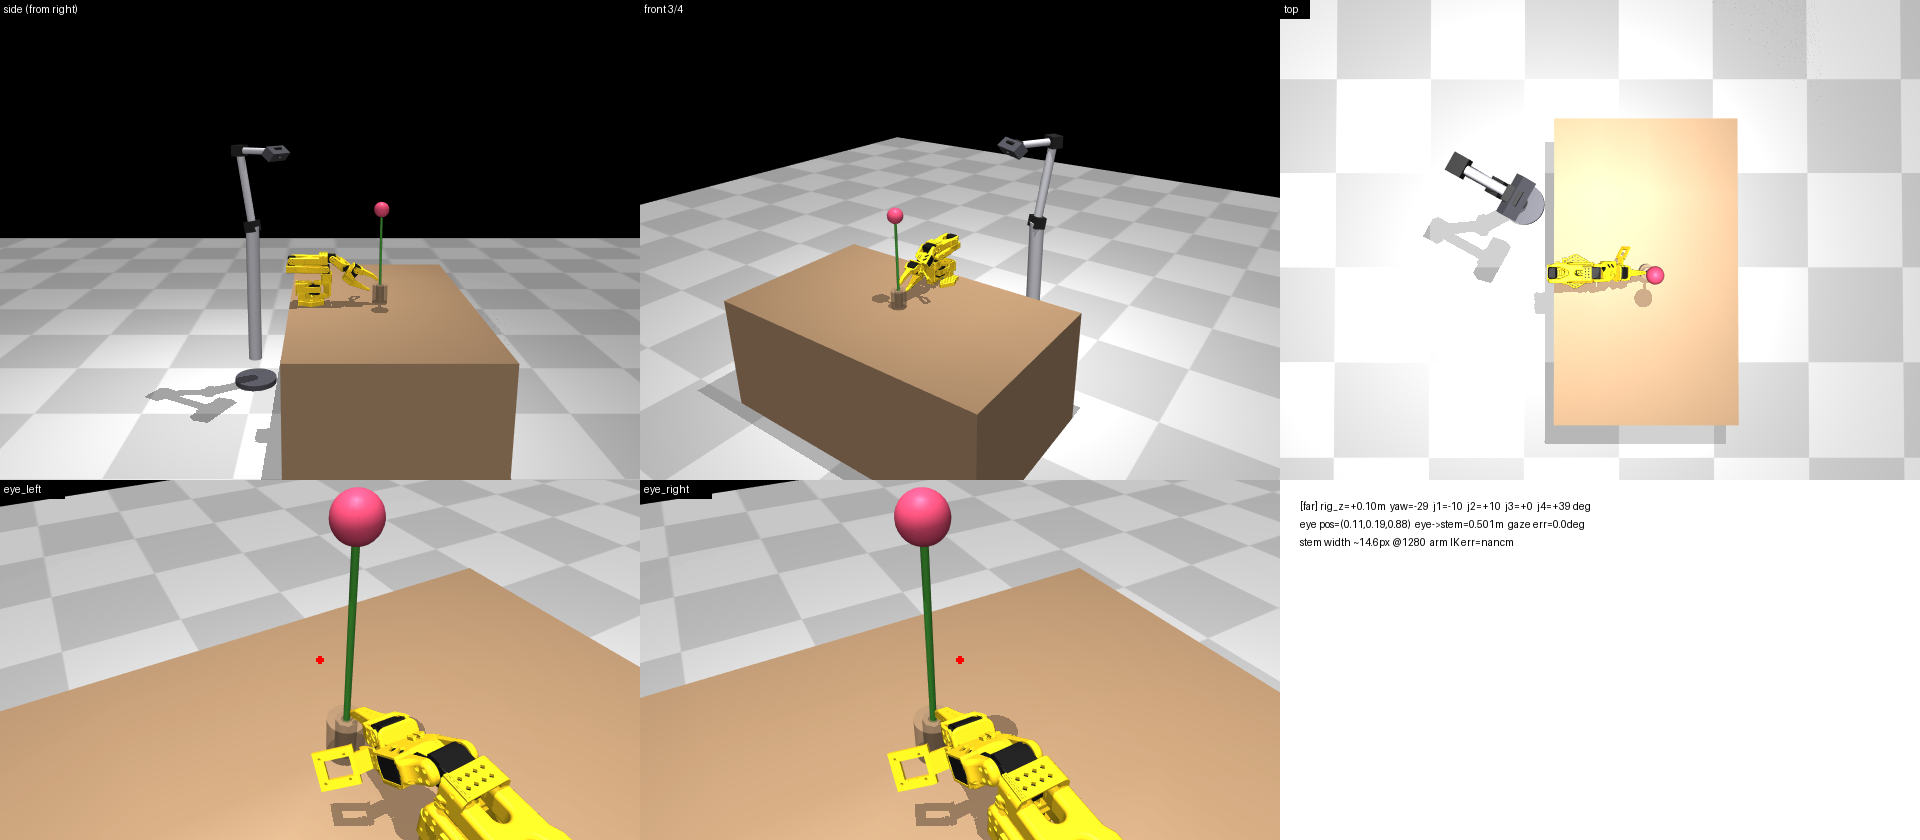 side (from right)
front 3/4
top
eye_left
eye_right
[far] rig_z=+0.10m yaw=-29 j1=-10 j2=+10 j3=+0 j4=+39 deg
eye pos=(0.11,0.19,0.88) eye->stem=0.501m gaze err=0.0deg
stem width ~14.6px @1280 arm IK err=nancm